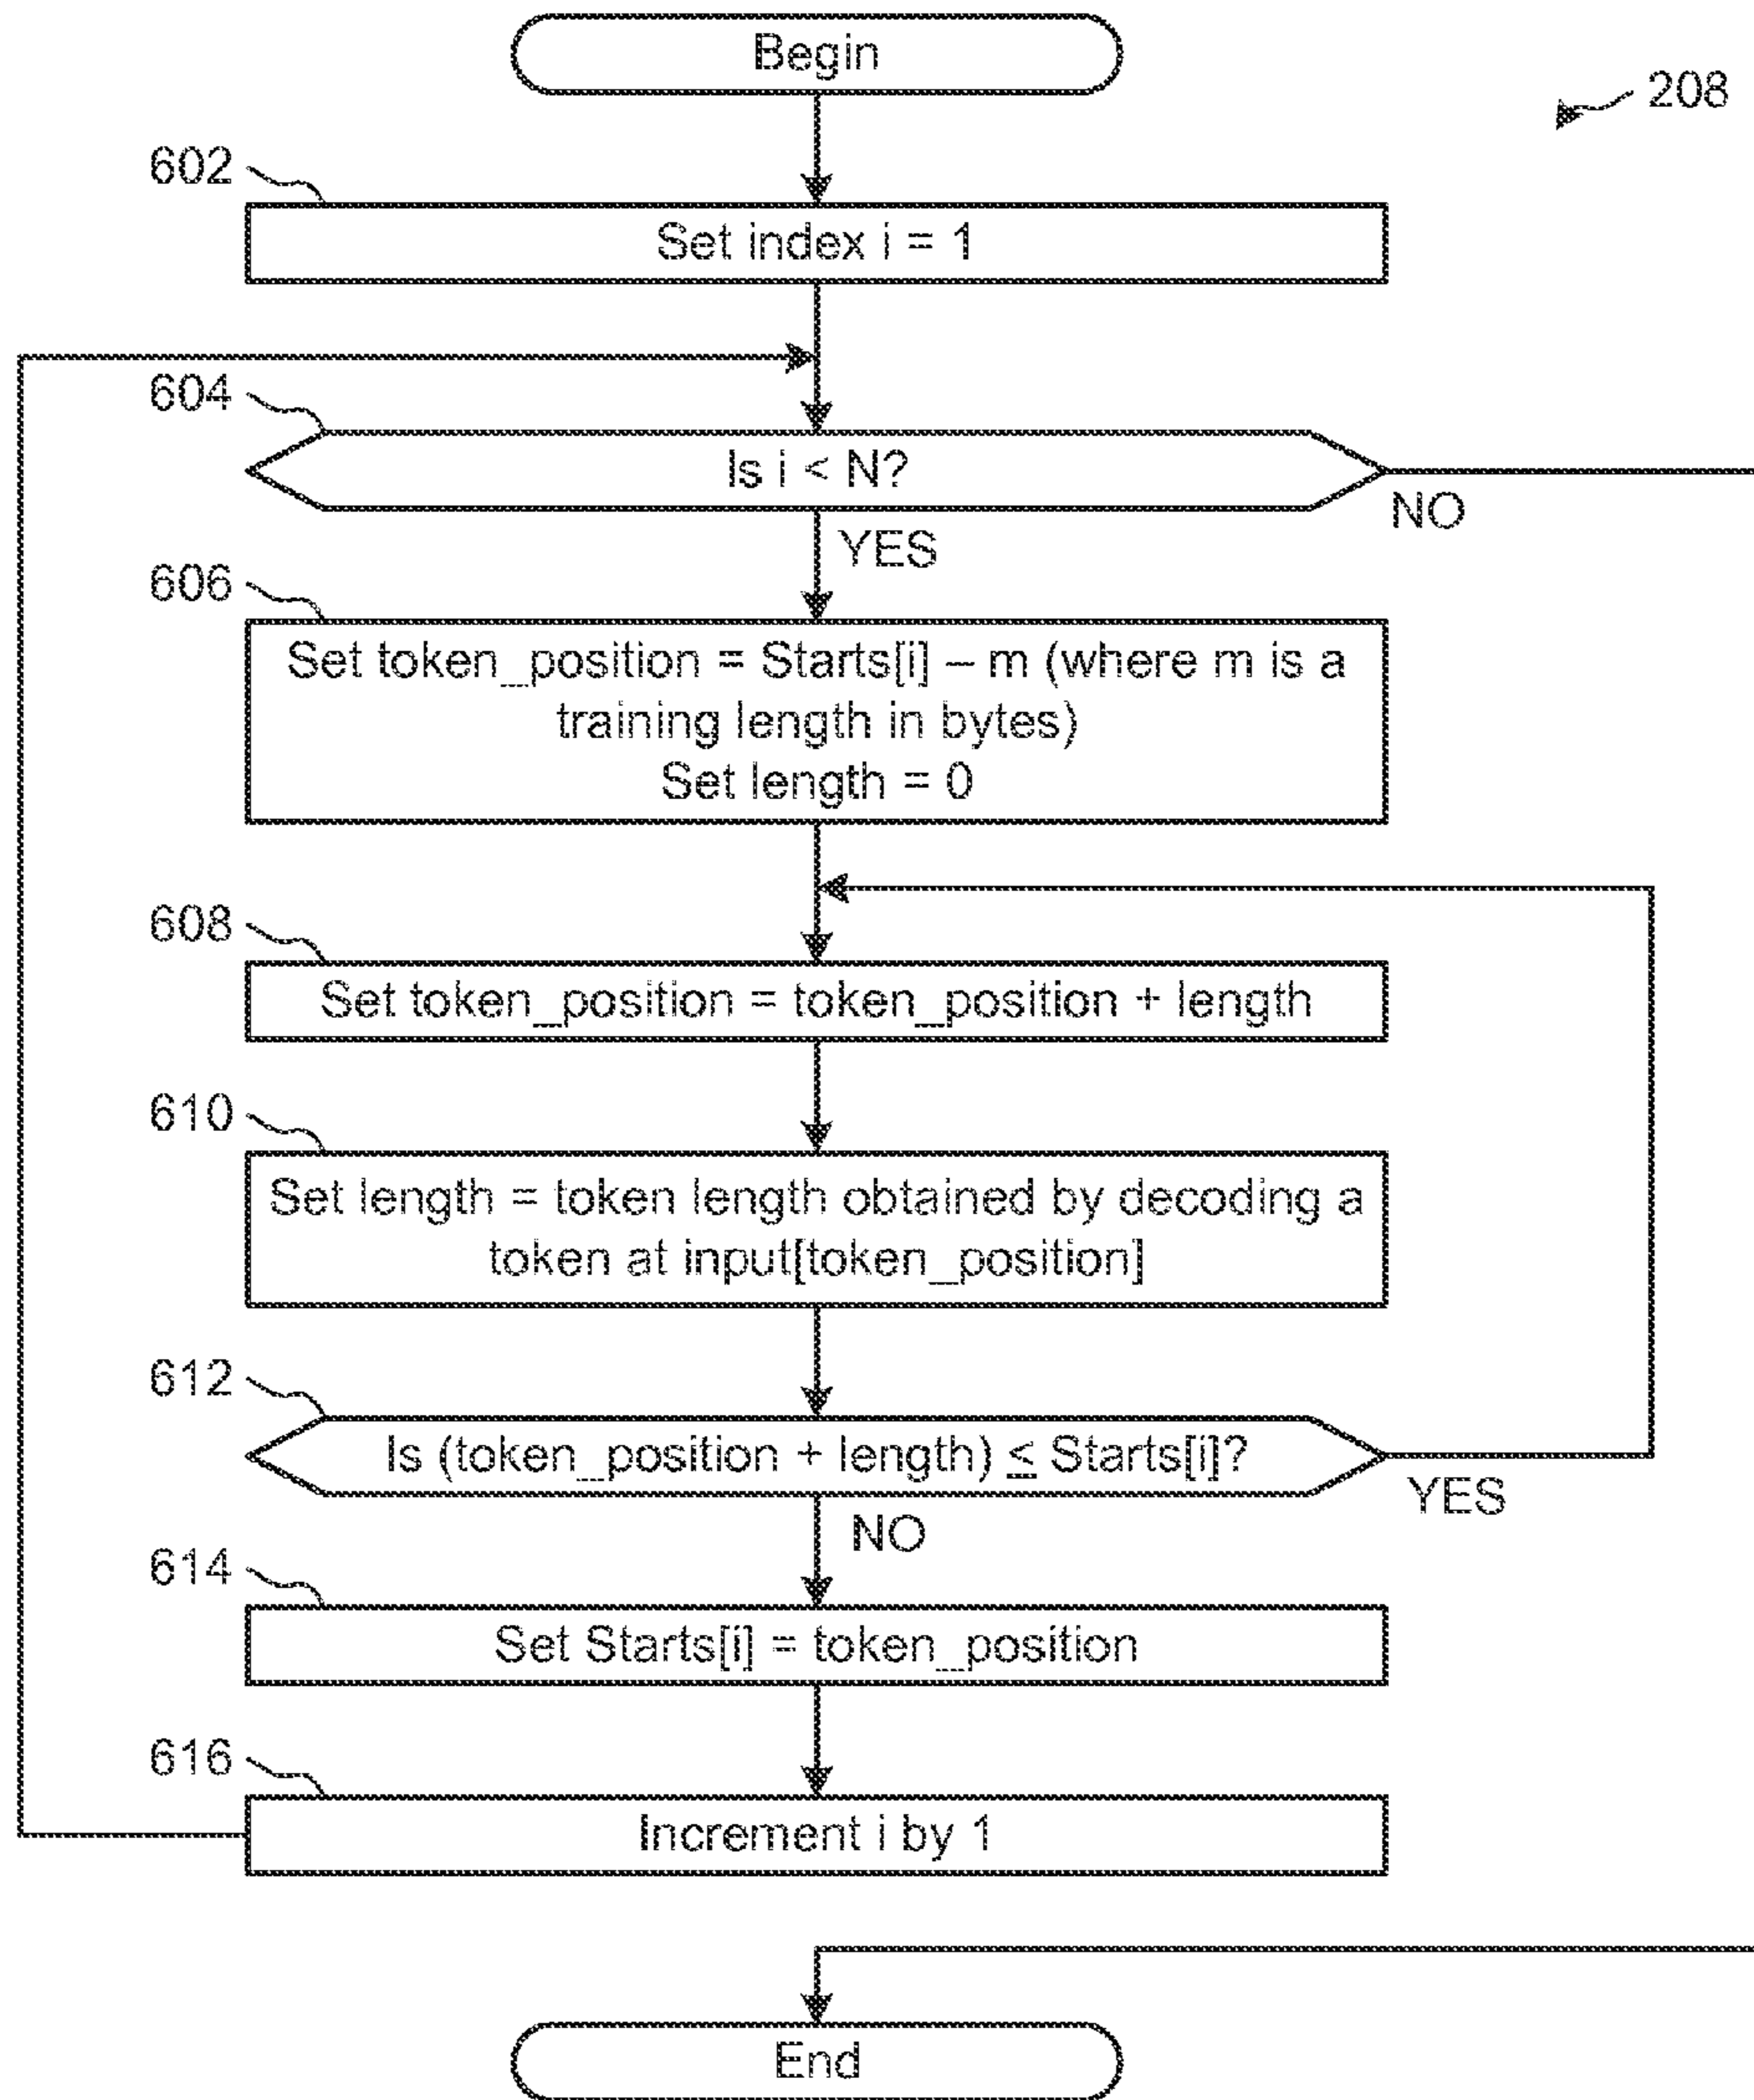 Begin
208
602
Set index i = 1
604
Is i < N?
NO
YES
606
Set token_position = Starts[i] – m (where m is a
training length in bytes)
Set length = 0
608
Set token_position = token_position + length
610
Set length = token length obtained by decoding a
token at input[token_position]
612
Is (token_position + length) ≤ Starts[i]?
YES
NO
614
Set Starts[i] = token_position
616
Increment i by 1
End